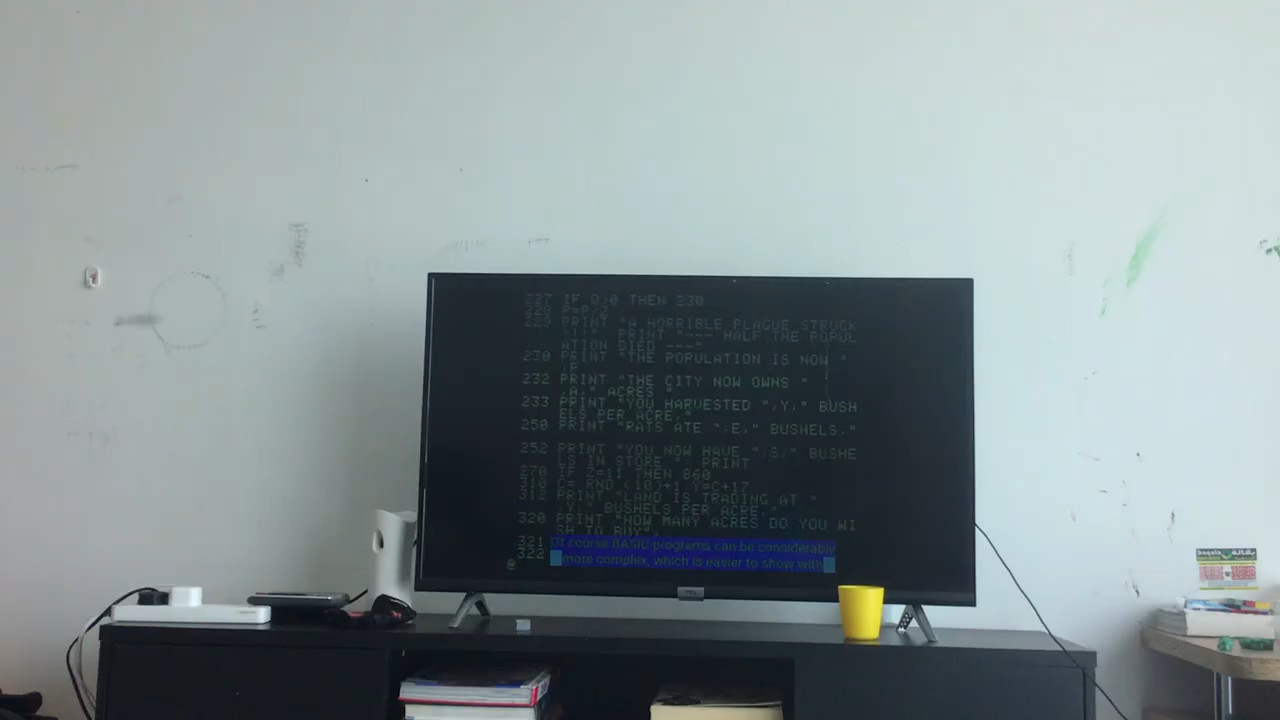 227 IF Q>0 THEN 230
228 P=P/2
229 PRINT "A HORRIBLE PLAGUE STRUCK
!!" PRINT "--- HALF THE POPUL
ATION DIED ---"
230 PRINT "THE POPULATION IS NOW "
;P
232 PRINT "THE CITY NOW OWNS "
;A;" ACRES "
233 PRINT "YOU HARVESTED ";Y;" BUSH
ELS PER ACRE."
250 PRINT "RATS ATE ";E;" BUSHELS."
252 PRINT "YOU NOW HAVE ";S;" BUSHE
LS IN STORE." PRINT
270 IF Z=11 THEN 860
310 C= RND (10)+1 Y=C+17
312 PRINT "LAND IS TRADING AT "
;Y;" BUSHELS PER ACRE."
320 PRINT "HOW MANY ACRES DO YOU WI
SH TO BUY";
321
322
Of course BASIC programs can be considerably
more complex, which is easier to show with
@
TCL
baqala بقالة